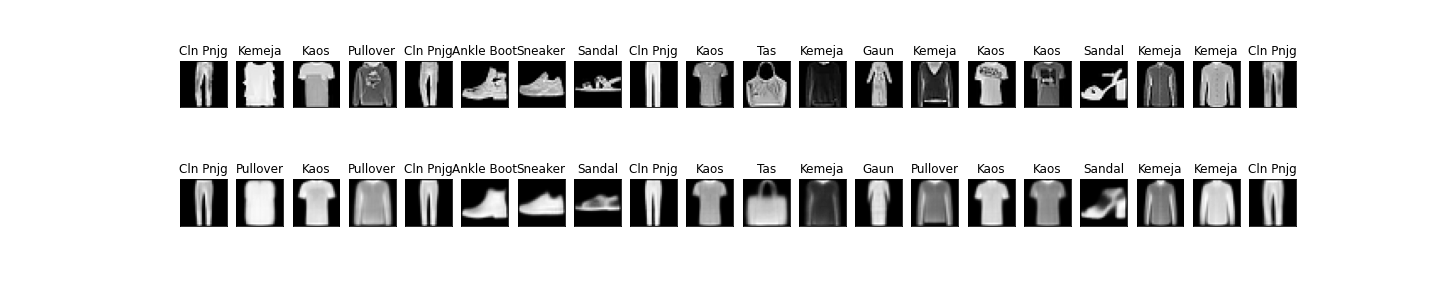 Cln Pnjg Kemeja Kaos Pullover Cln Pnjg Ankle Boot Sneaker Sandal Cln Pnjg Kaos Tas Kemeja Gaun Kemeja Kaos Kaos Sandal Kemeja Kemeja Cln Pnjg
Cln Pnjg Pullover Kaos Pullover Cln Pnjg Ankle Boot Sneaker Sandal Cln Pnjg Kaos Tas Kemeja Gaun Pullover Kaos Kaos Sandal Kemeja Kemeja Cln Pnjg